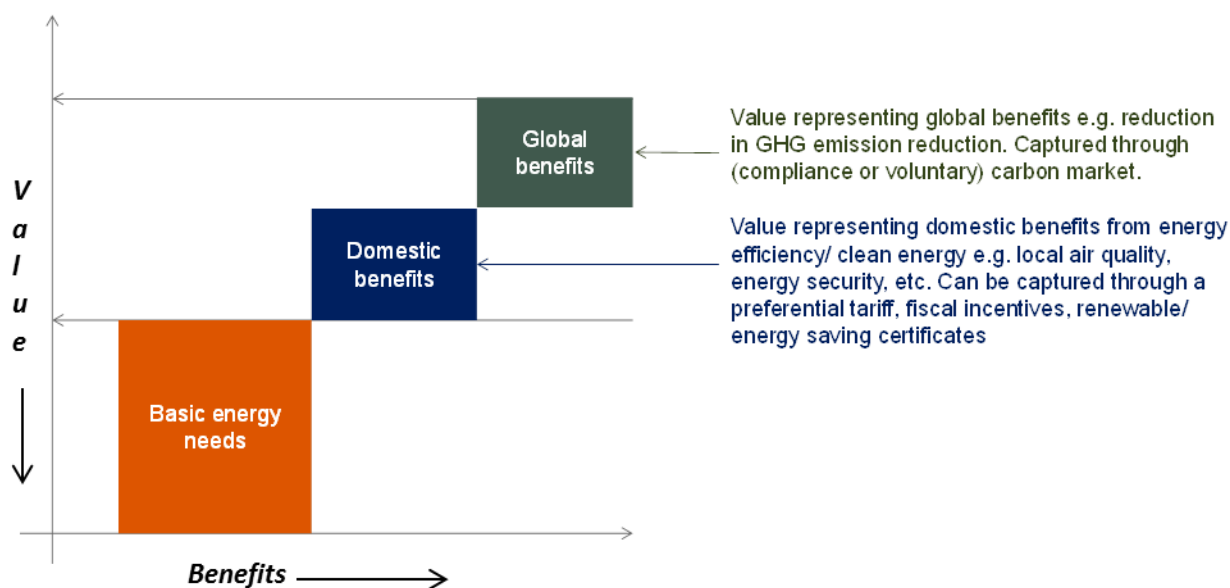 Value
Global
benefits
Value representing global benefits e.g. reduction
in GHG emission reduction. Captured through
(compliance or voluntary) carbon market.
Domestic
benefits
Value representing domestic benefits from energy
efficiency/ clean energy e.g. local air quality,
energy security, etc. Can be captured through a
preferential tariff, fiscal incentives, renewable/
energy saving certificates
Basic energy
needs
Benefits